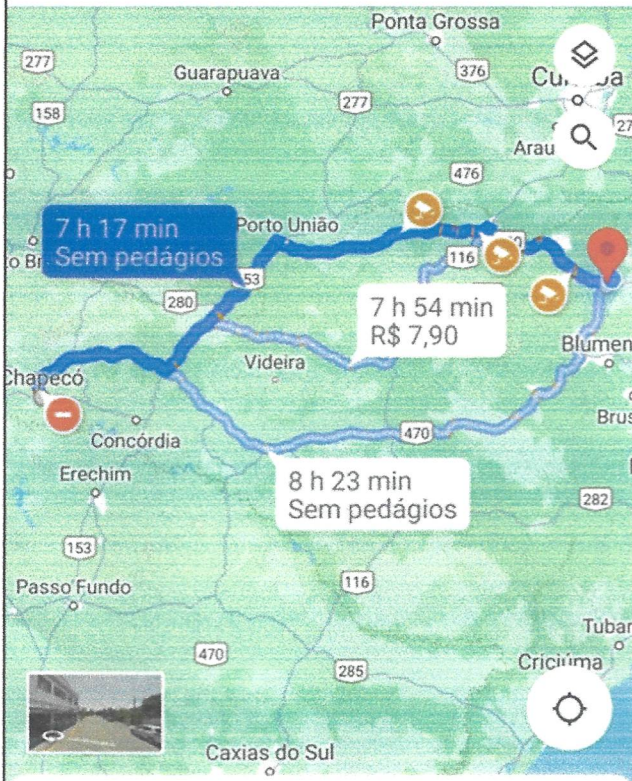 Ponta Grossa
277
376
Guarapuava
158
277
476
Porto União
7 h 17 min
Sem pedágios
116
280
7 h 54 min
R$ 7,90
Videira
Chapecó
Concórdia
470
Erechim
8 h 23 min
Sem pedágios
282
153
116
Passo Fundo
470
285
Criciúma
Caxias do Sul